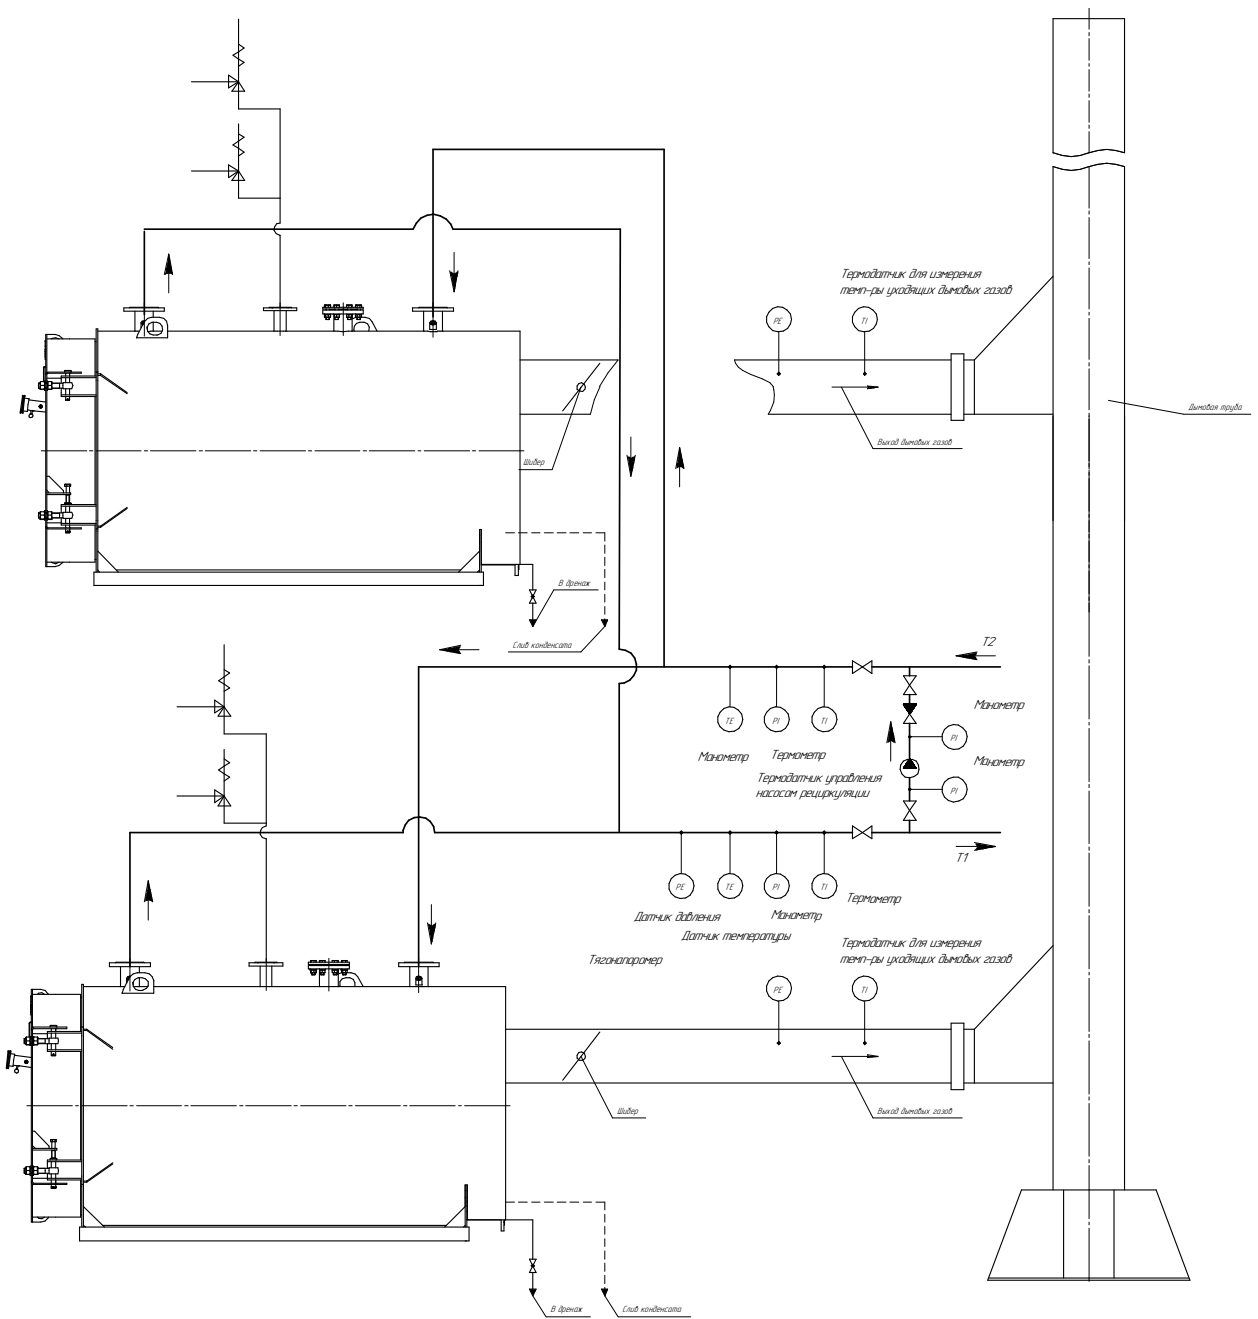 Термодатчик для измерения
темп-ры уходящих дымовых газов
PE
TI
Дымовая труба
Выход дымовых газов
Шибер
В дренаж
Слив конденсата
T2
TE
PI
TI
Манометр
PI
Манометр
Термометр
Манометр
Термодатчик управления
насосом рециркуляции
PI
T1
PE
TE
PI
TI
Термометр
Датчик давления
Манометр
Датчик температуры
Тягонапоромер
Термодатчик для измерения
темп-ры уходящих дымовых газов
PE
TI
Шибер
Выход дымовых газов
В дренаж
Слив конденсата